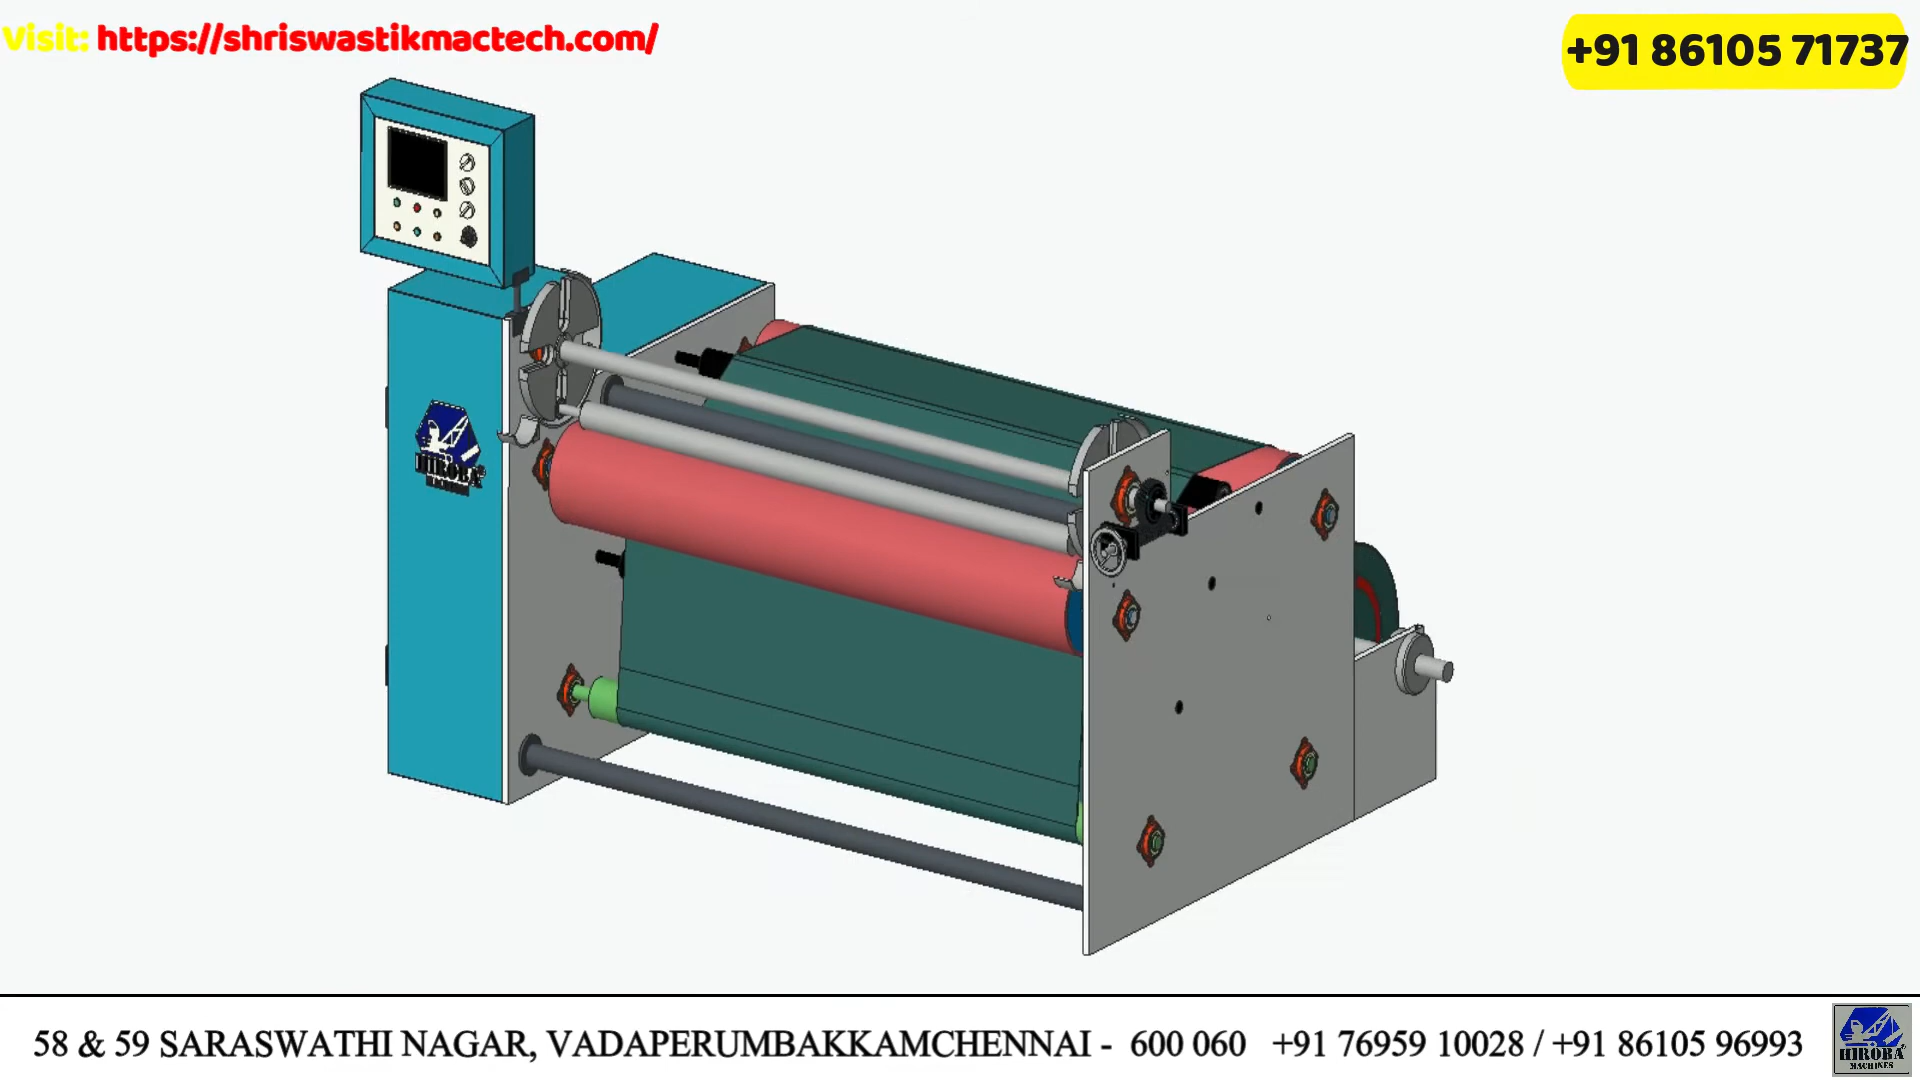 Visit: https://shriswastikmactech.com/
+91 86105 71737
HIROBA
MACHINES
58 & 59 SARASWATHI NAGAR, VADAPERUMBAKKAMCHENNAI - 600 060 +91 76959 10028 / +91 86105 96993
HIROBA
MACHINES